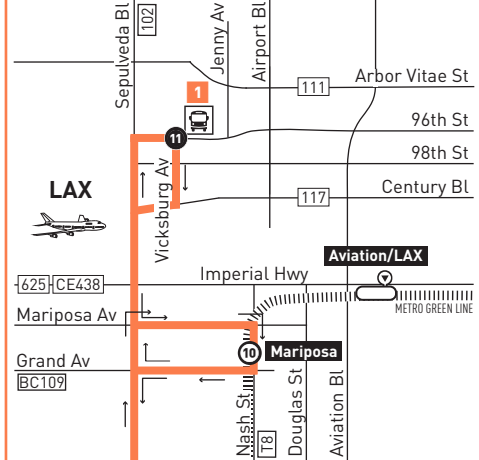 Sepulveda Bl
102
Jenny Av
Airport Bl
1
111
Arbor Vitae St
11
96th St
98th St
LAX
Vicksburg Av
117
Century Bl
Aviation/LAX
Imperial Hwy
625
CE438
METRO GREEN LINE
Mariposa Av
10
Mariposa
Grand Av
BC109
Nash St
T8
Douglas St
Aviation Bl